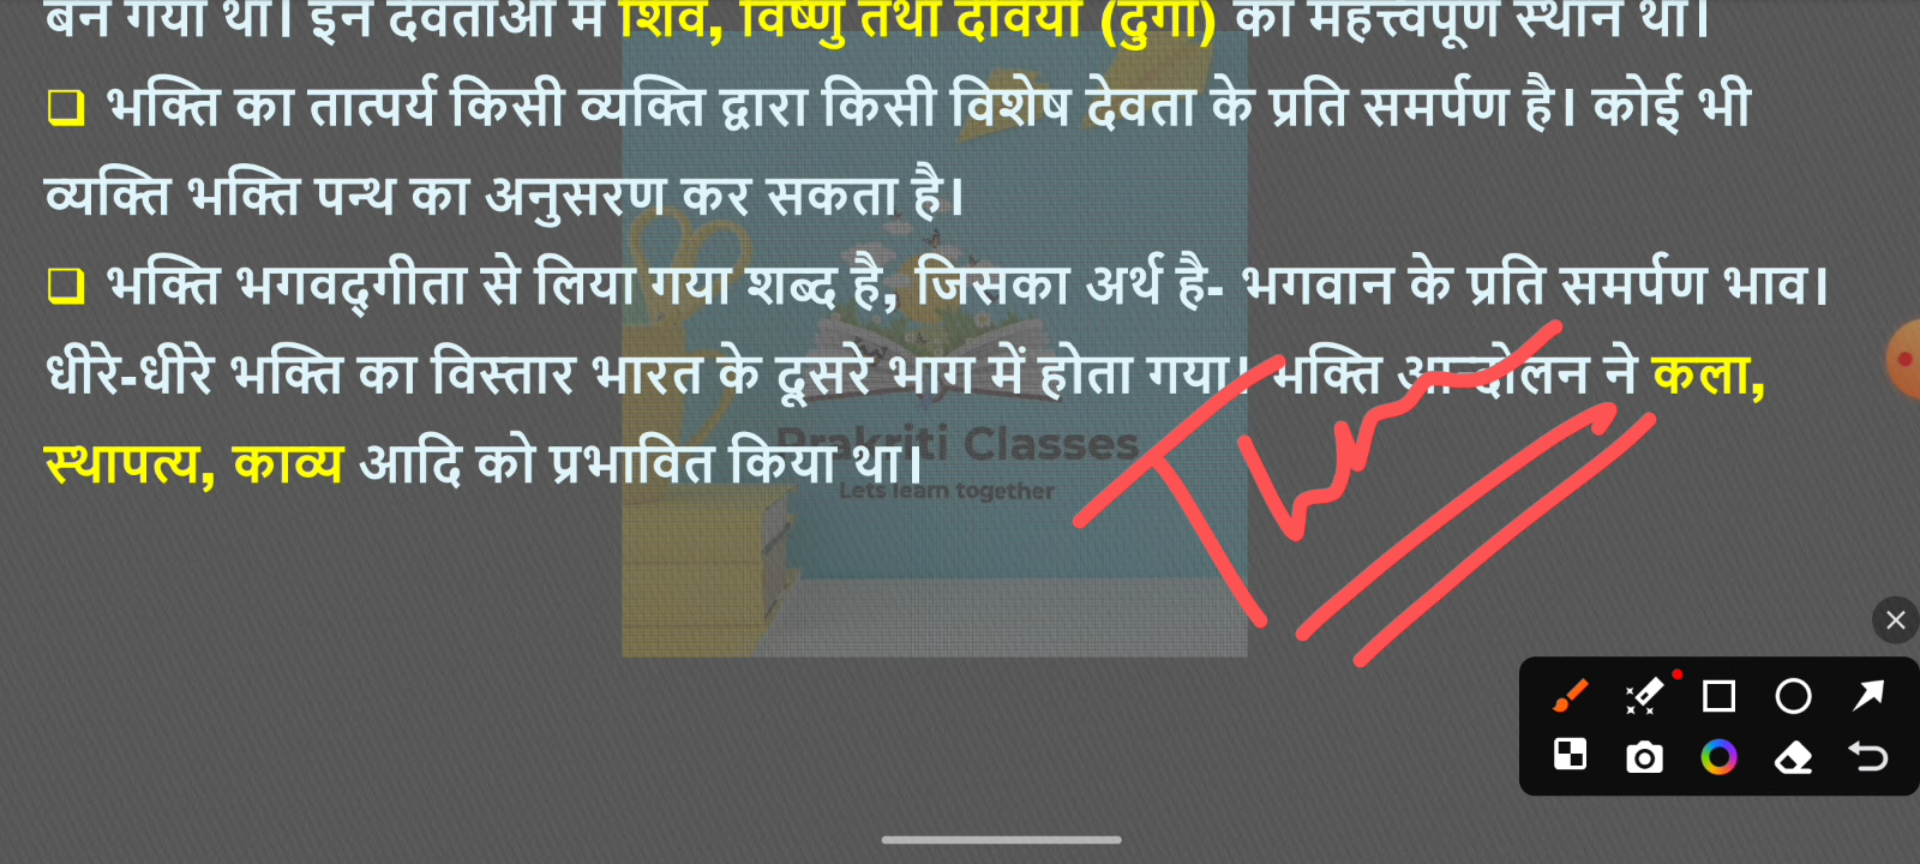 बन गया था। इन देवताओं में शिव, विष्णु तथा देवियों (दुर्गा) का महत्त्वपूर्ण स्थान था।
❑ भक्ति का तात्पर्य किसी व्यक्ति द्वारा किसी विशेष देवता के प्रति समर्पण है। कोई भी
व्यक्ति भक्ति पन्थ का अनुसरण कर सकता है।
❑ भक्ति भगवद्‌गीता से लिया गया शब्द है, जिसका अर्थ है- भगवान के प्रति समर्पण भाव।
धीरे-धीरे भक्ति का विस्तार भारत के दूसरे भाग में होता गया। भक्ति आन्दोलन ने कला,
स्थापत्य, काव्य आदि को प्रभावित किया था।
Prakriti Classes
Lets learn together